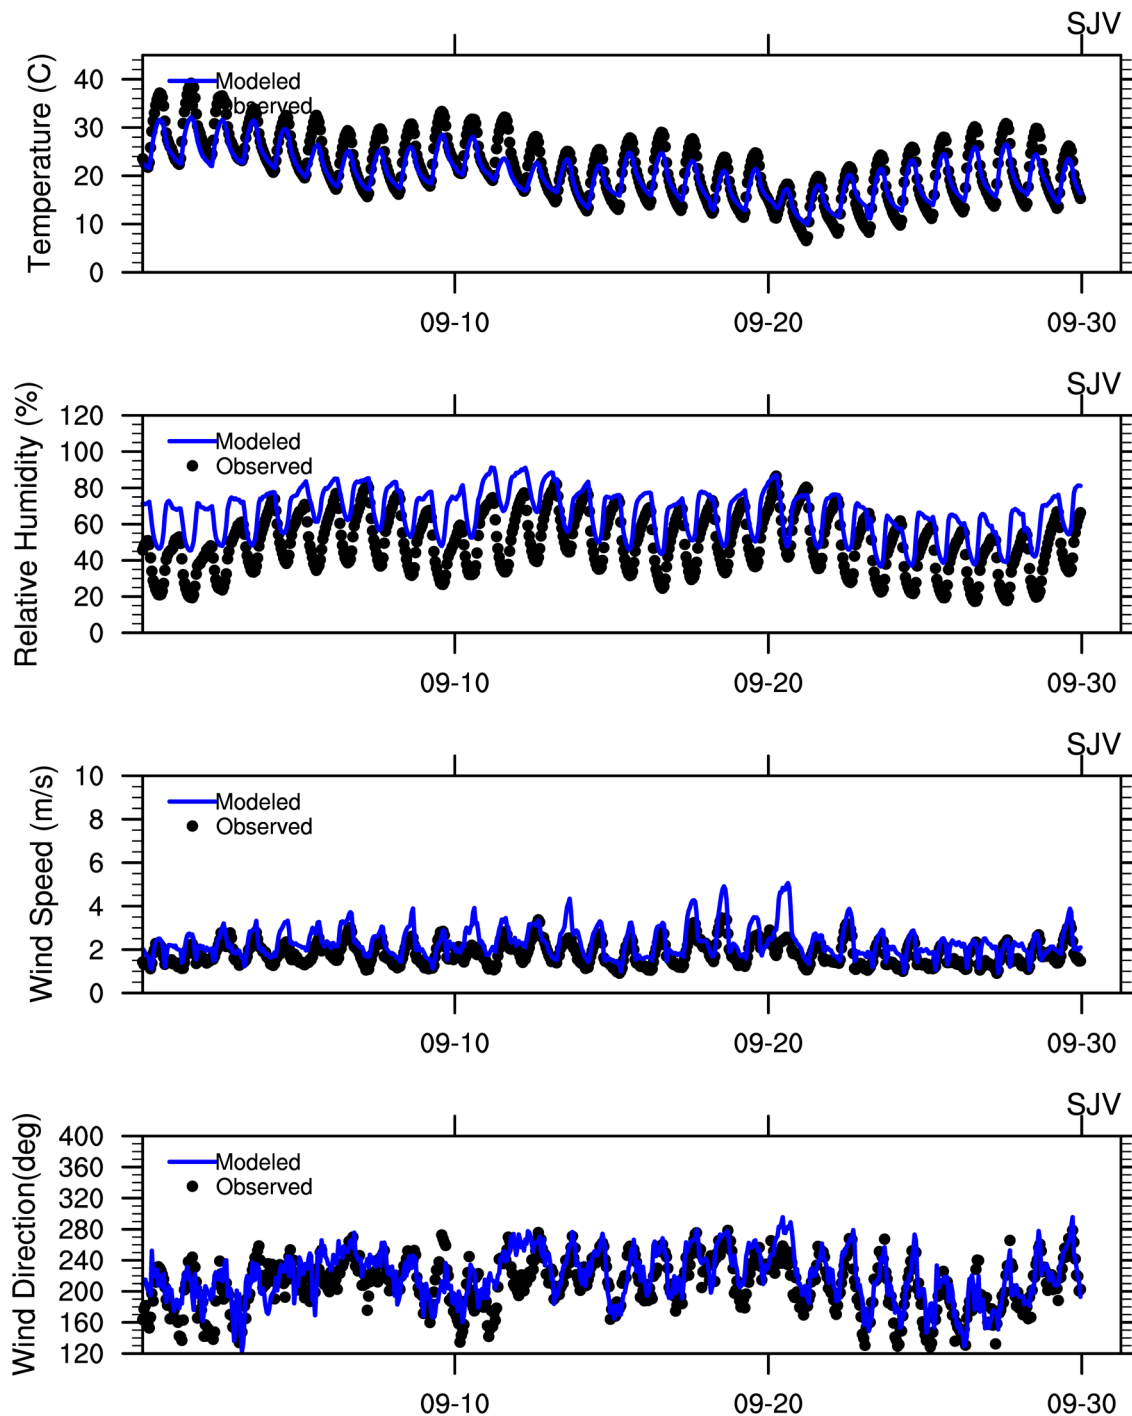 SJV
Temperature (C)
40
30
20
10
0
Modeled
Observed
09-10
09-20
09-30
SJV
Relative Humidity (%)
120
100
80
60
40
20
0
Modeled
Observed
09-10
09-20
09-30
SJV
Wind Speed (m/s)
10
8
6
4
2
0
Modeled
Observed
09-10
09-20
09-30
SJV
Wind Direction(deg)
400
360
320
280
240
200
160
120
Modeled
Observed
09-10
09-20
09-30